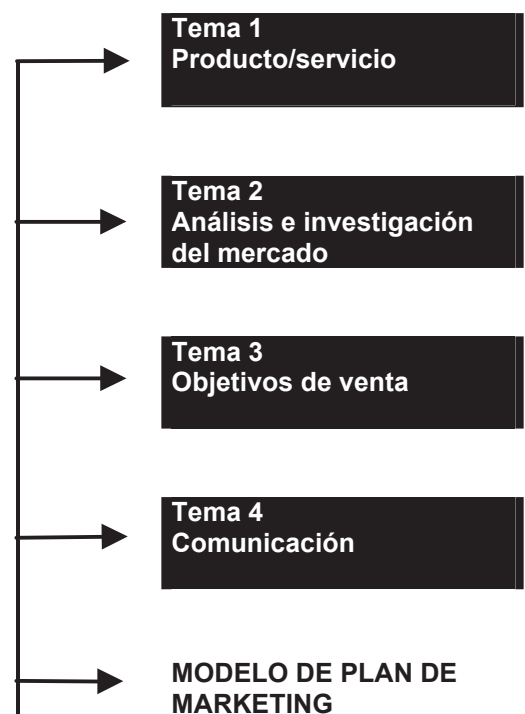 Tema 1
Producto/servicio
Tema 2
Análisis e investigación
del mercado
Tema 3
Objetivos de venta
Tema 4
Comunicación
MODELO DE PLAN DE
MARKETING